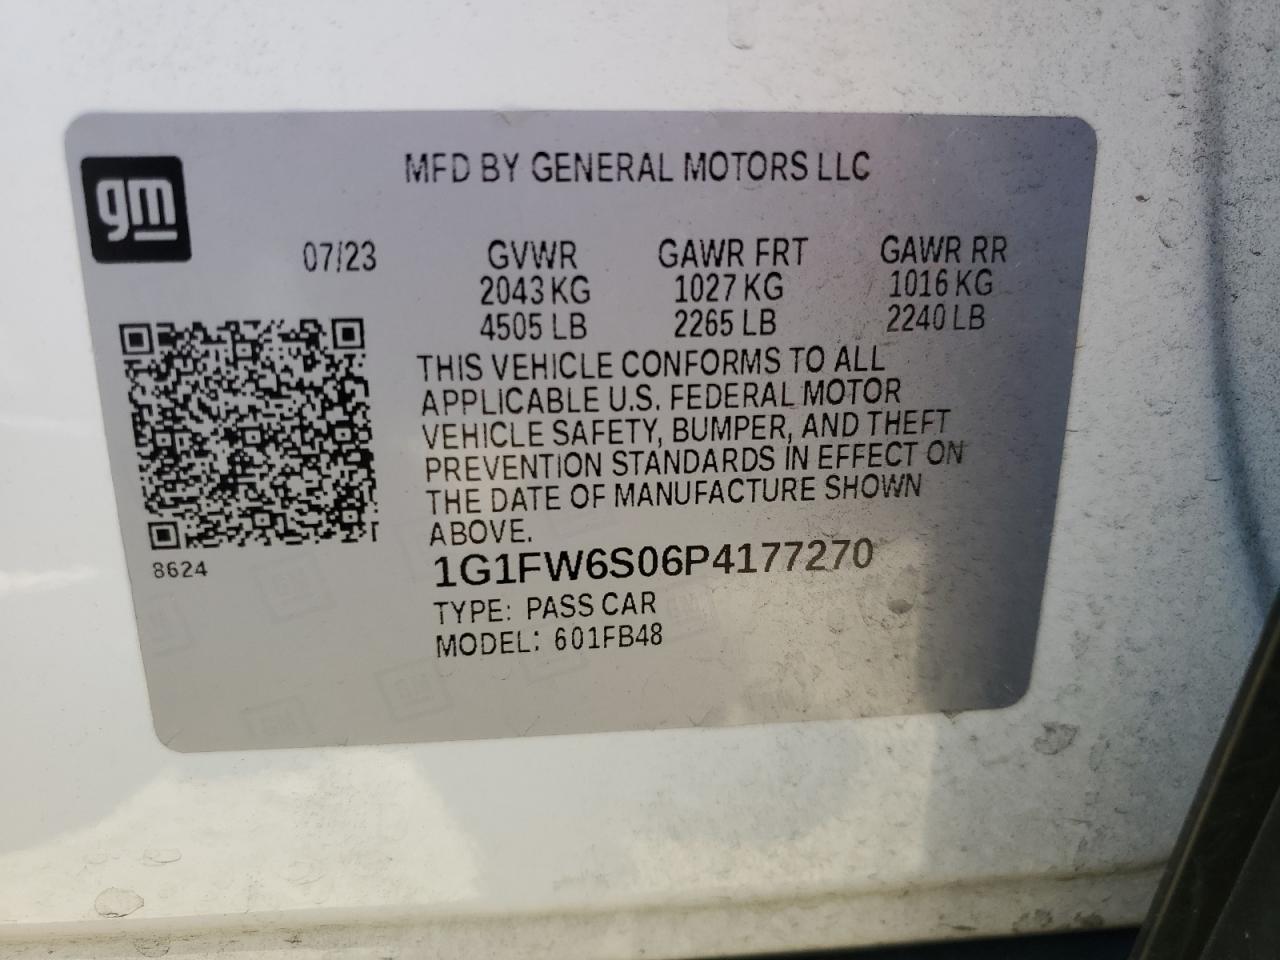 gm
MFD BY GENERAL MOTORS LLC
07/23
GVWR GAWR FRT GAWR RR
2043 KG 1027 KG 1016 KG
4505 LB 2265 LB 2240 LB
THIS VEHICLE CONFORMS TO ALL
APPLICABLE U.S. FEDERAL MOTOR
VEHICLE SAFETY, BUMPER, AND THEFT
PREVENTION STANDARDS IN EFFECT ON
THE DATE OF MANUFACTURE SHOWN
ABOVE.
8624
1G1FW6S06P4177270
TYPE: PASS CAR
MODEL: 601FB48